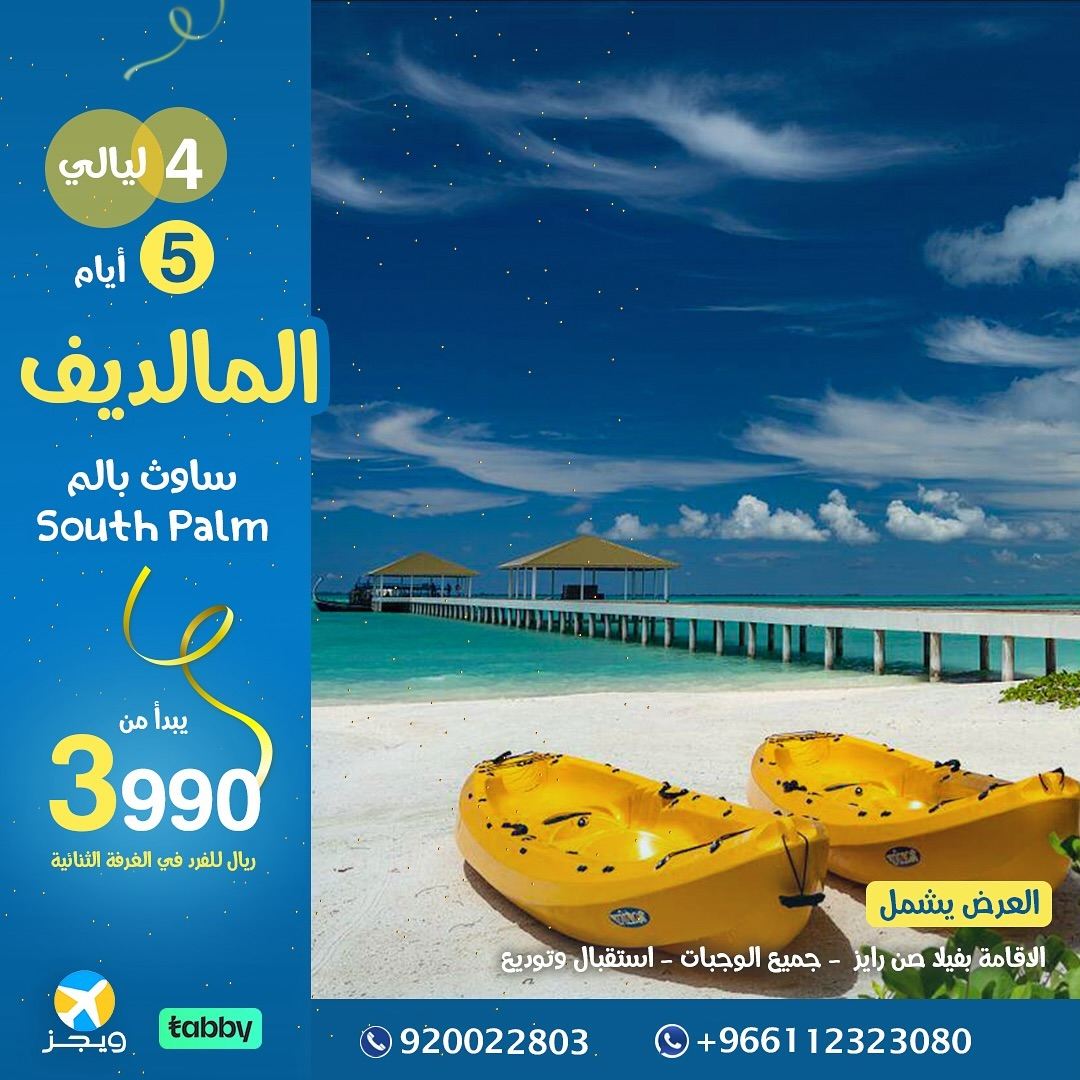 4 ليالي
5 أيام
المالديف
ساوث بالم
South Palm
يبدأ من
3990
ريال للفرد في الغرفة الثنائية
العرض يشمل
الاقامة بفيلا صن رايز - جميع الوجبات - استقبال وتوديع
ويجز
tabby
920022803
+966112323080